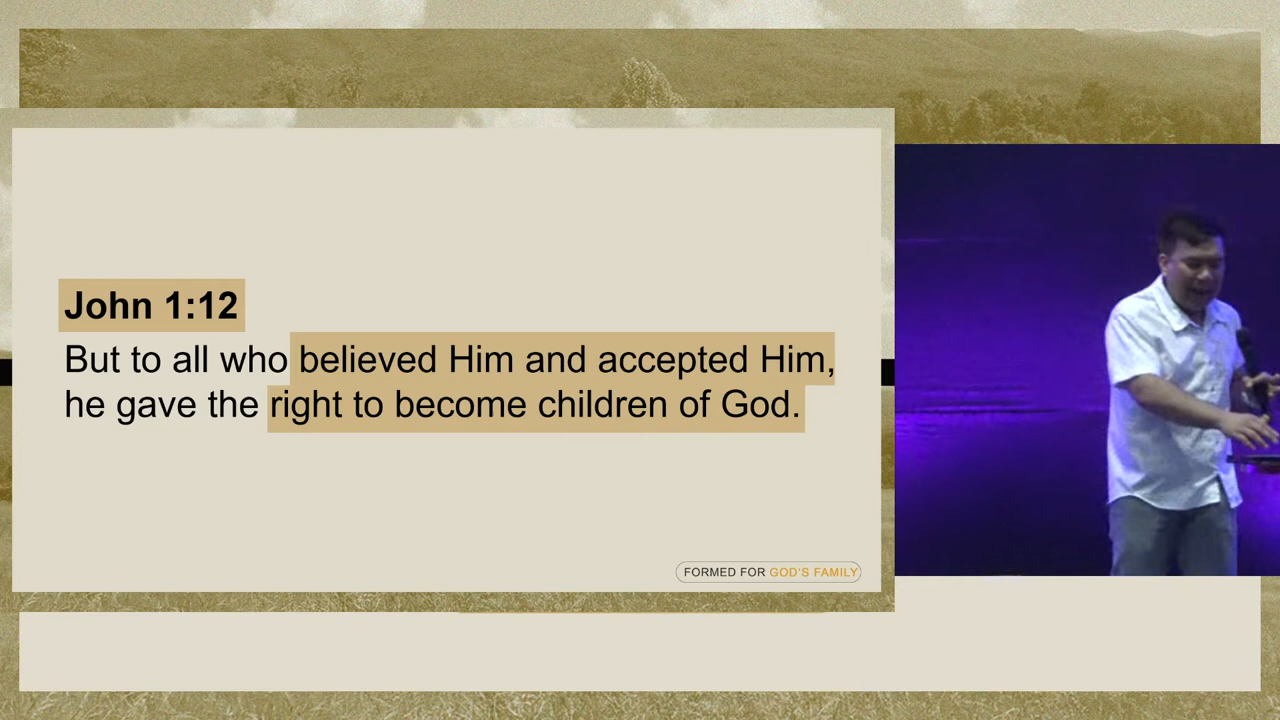 John 1:12
But to all who believed Him and accepted Him,
he gave the right to become children of God.
FORMED FOR GOD'S FAMILY